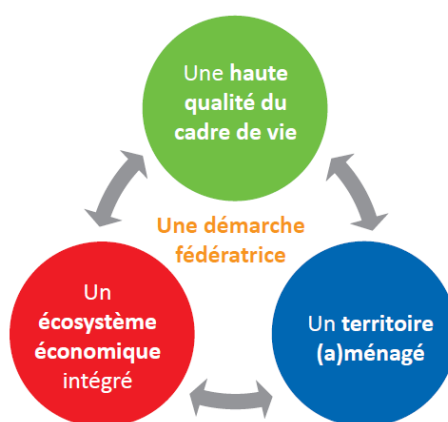 Une haute
qualité du
cadre de vie
Une démarche
fédératrice
Un
écosystème
économique
intégré
Un territoire
(a)ménagé